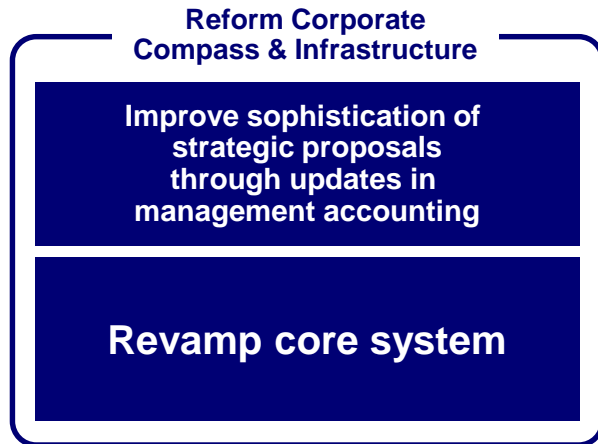 Reform Corporate
Compass & Infrastructure
Improve sophistication of
strategic proposals
through updates in
management accounting
Revamp core system